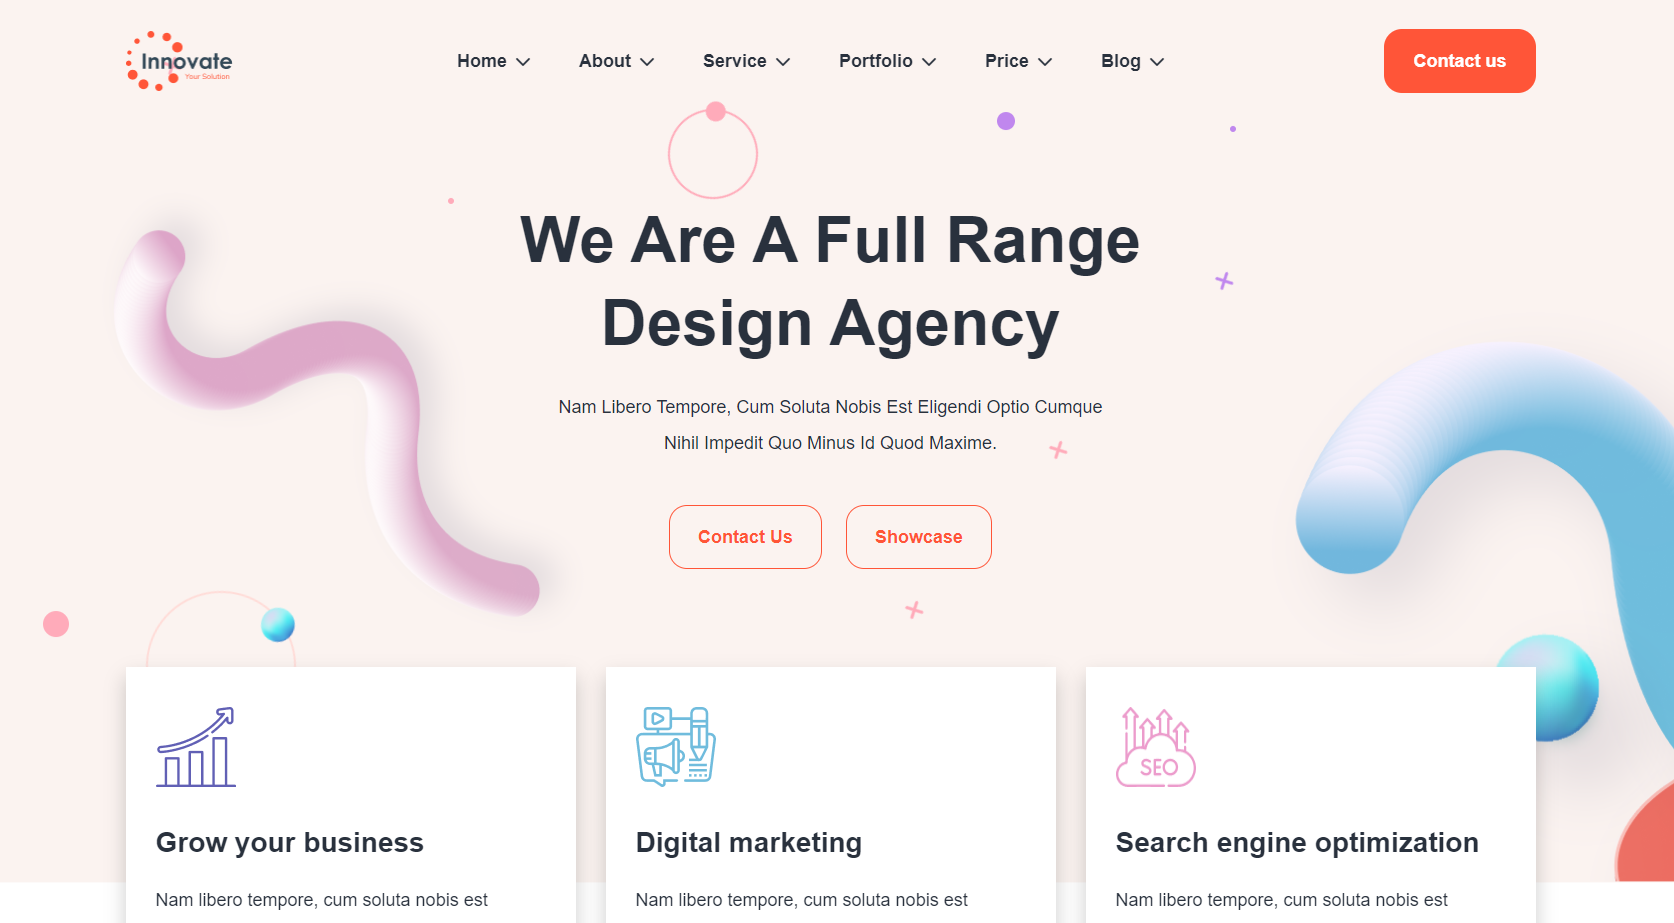 Innovate
Your Solution
Home
About
Service
Portfolio
Price
Blog
Contact us
We Are A Full Range
Design Agency
Nam Libero Tempore, Cum Soluta Nobis Est Eligendi Optio Cumque
Nihil Impedit Quo Minus Id Quod Maxime.
Contact Us
Showcase
SEO
Grow your business
Digital marketing
Search engine optimization
Nam libero tempore, cum soluta nobis est
Nam libero tempore, cum soluta nobis est
Nam libero tempore, cum soluta nobis est